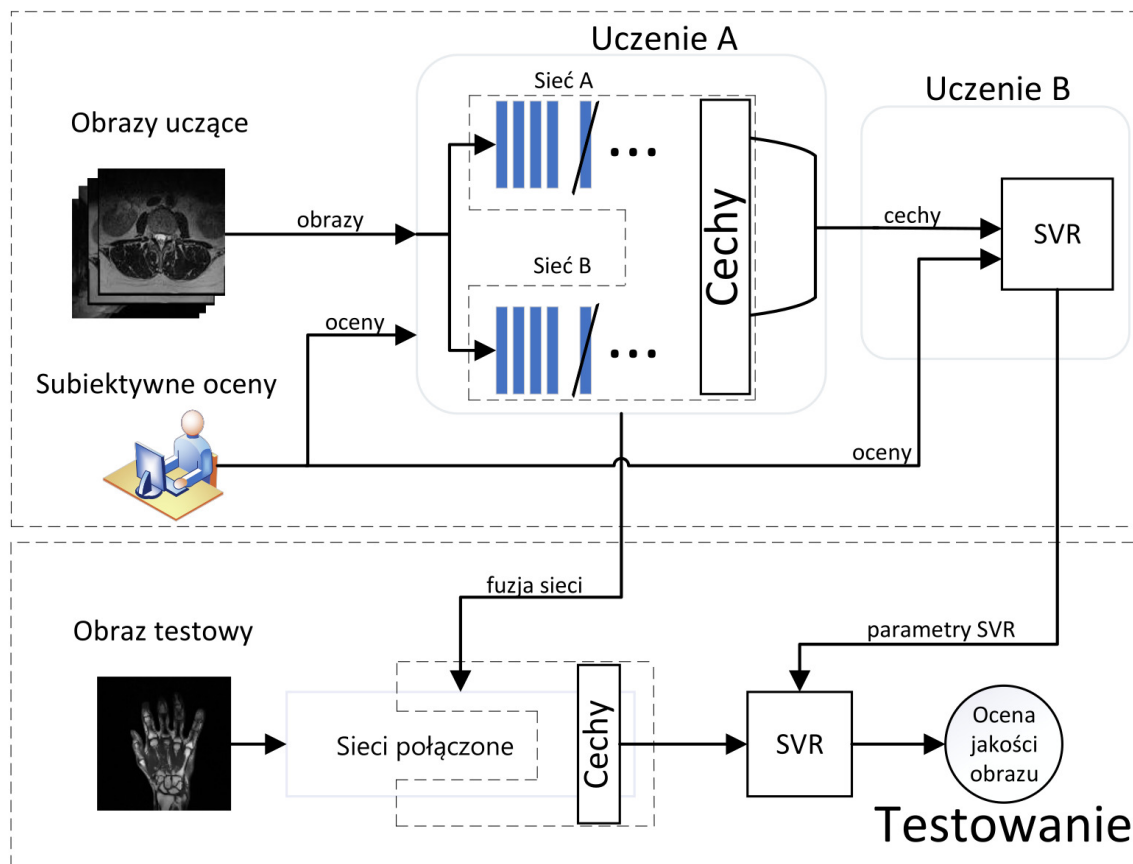 Uczenie A
Sieć A
Uczenie B
Obrazy uczące
obrazy
Cechy
cechy
SVR
Sieć B
oceny
Subiektywne oceny
oceny
fuzja sieci
Obraz testowy
parametry SVR
Sieci połączone
Cechy
SVR
Ocena
jakości
obrazu
Testowanie